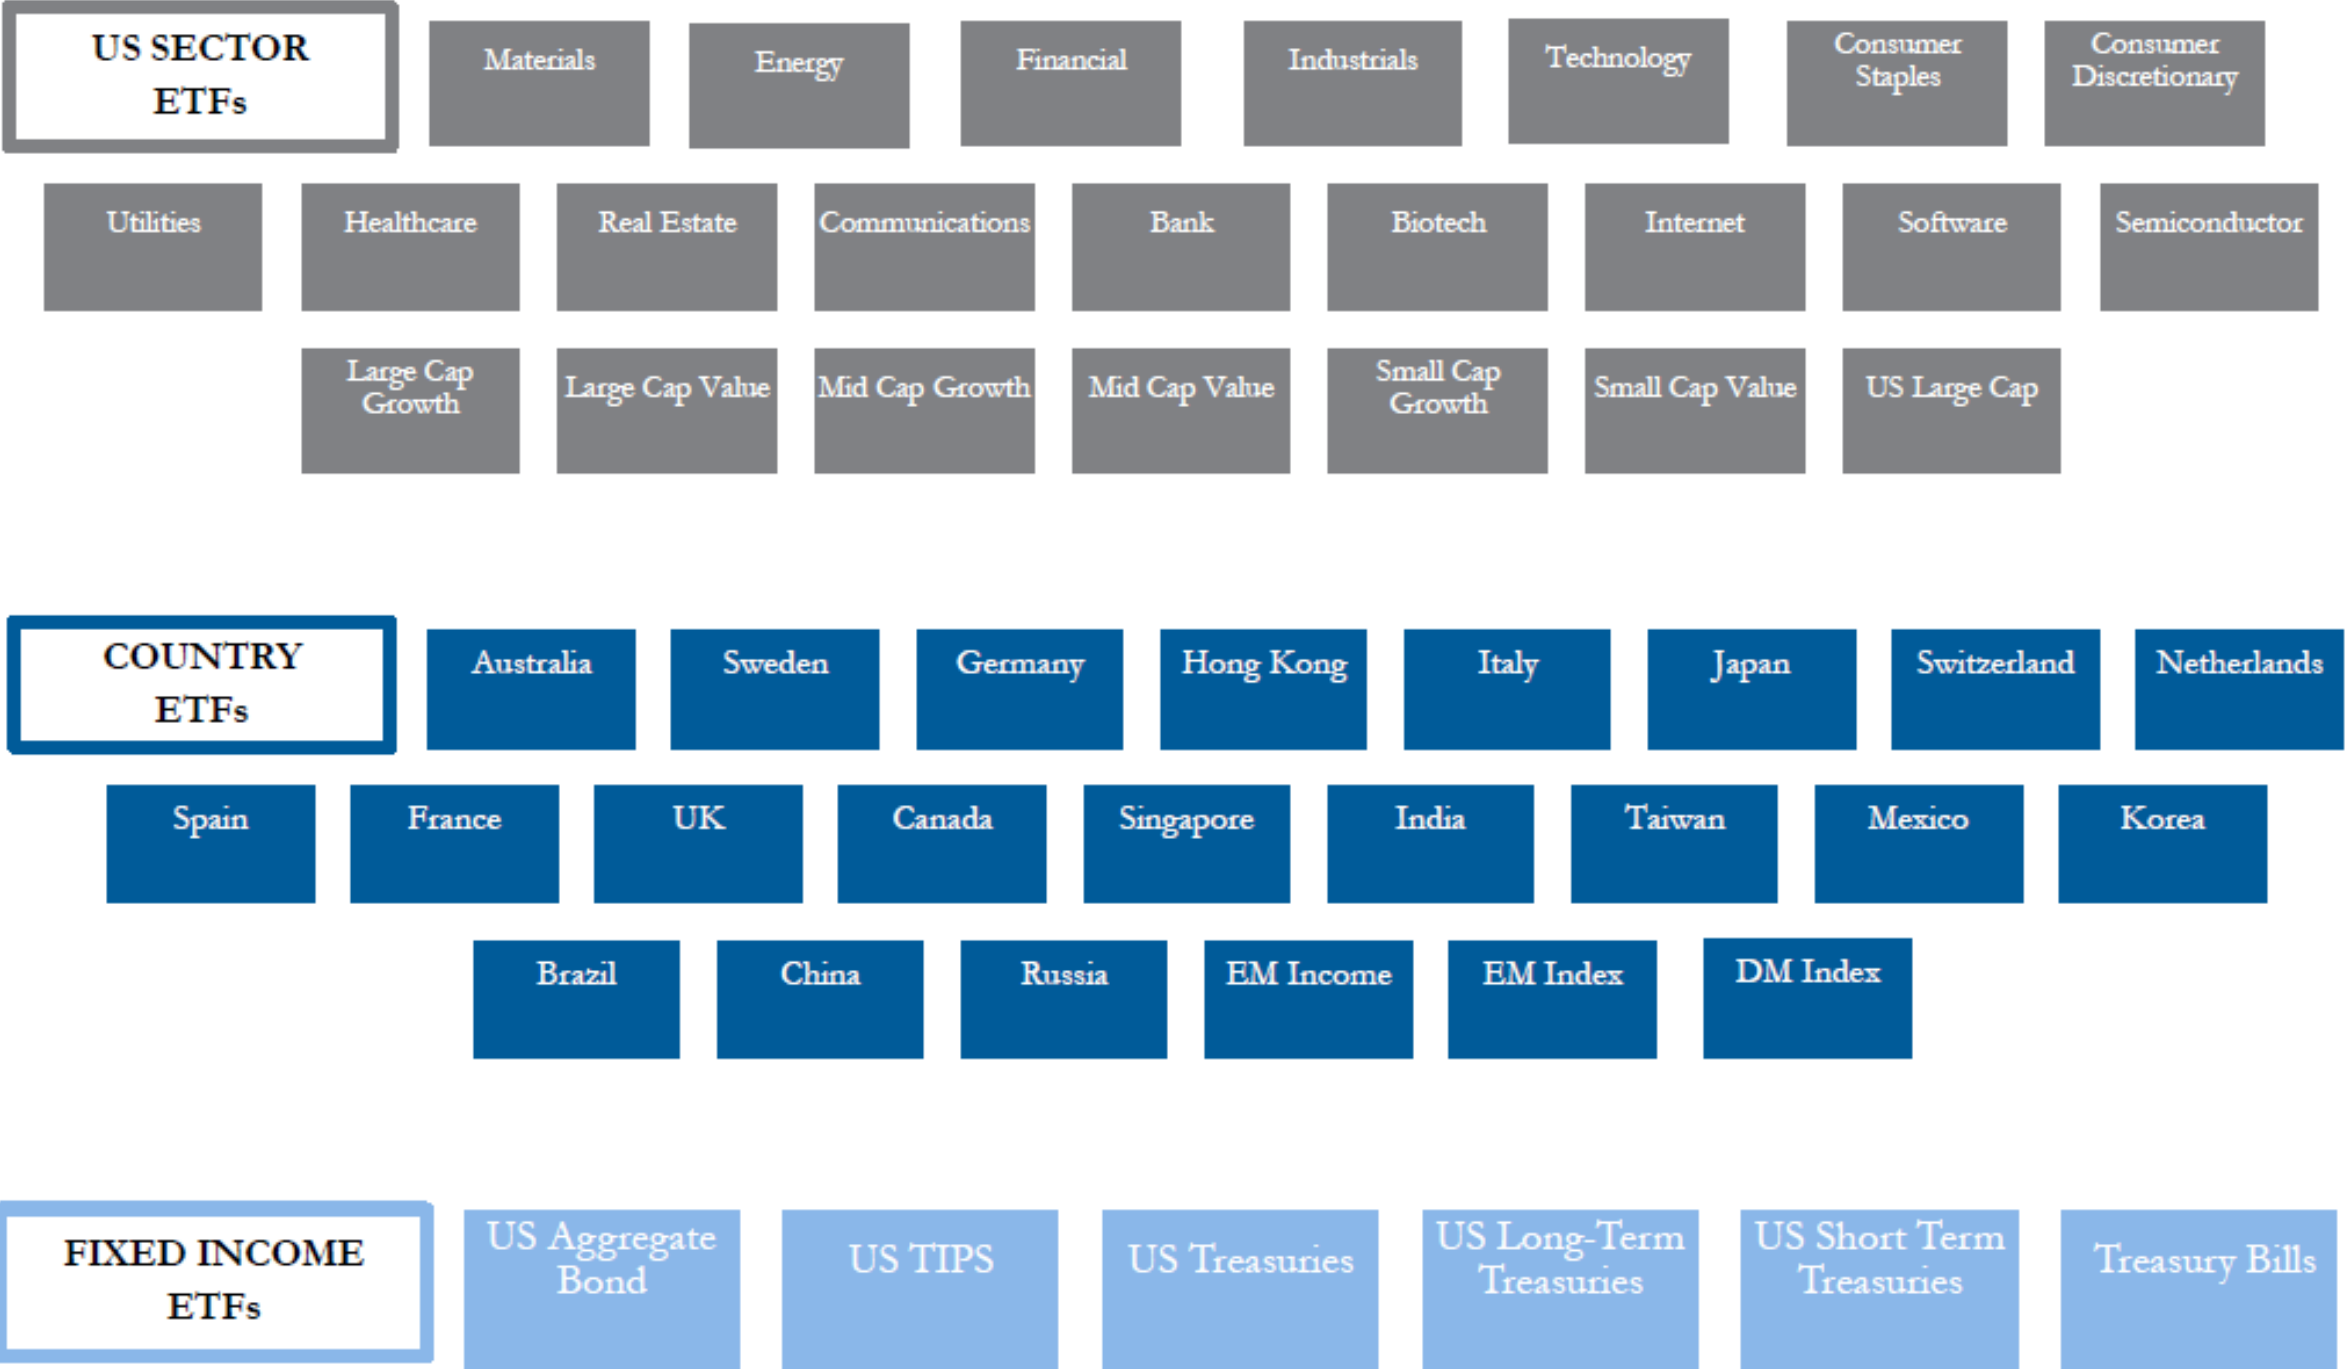 US SECTOR
ETFs
Materials
Energy
Financial
Industrials
Technology
Consumer
Staples
Consumer
Discretionary
Utilities
Healthcare
Real Estate
Communications
Bank
Biotech
Internet
Software
Semiconductor
Large Cap
Growth
Large Cap Value
Mid Cap Growth
Mid Cap Value
Small Cap
Growth
Small Cap Value
US Large Cap
COUNTRY
ETFs
Australia
Sweden
Germany
Hong Kong
Italy
Japan
Switzerland
Netherlands
Spain
France
UK
Canada
Singapore
India
Taiwan
Mexico
Korea
Brazil
China
Russia
EM Income
EM Index
DM Index
FIXED INCOME
ETFs
US Aggregate
Bond
US TIPS
US Treasuries
US Long-Term
Treasuries
US Short Term
Treasuries
Treasury Bills